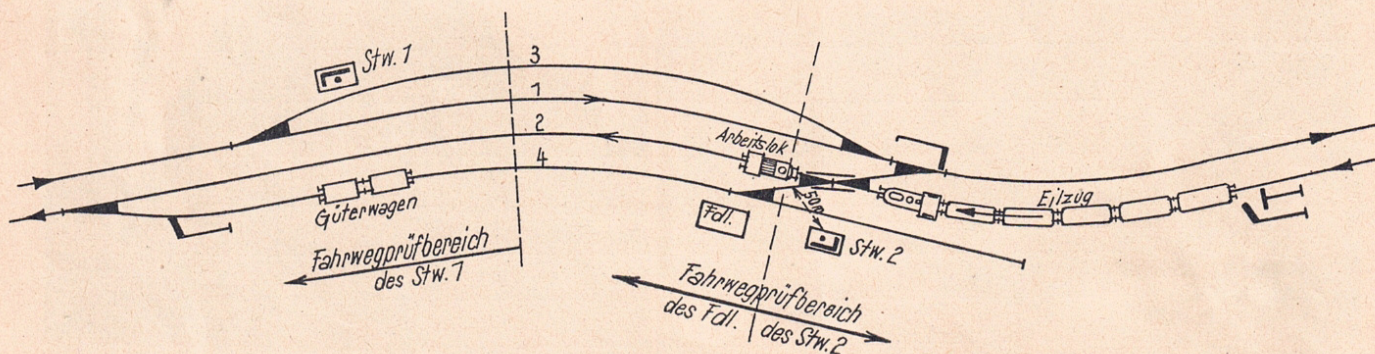 Stw. 1
3
1
2
4
Güterwagen
Fahrwegprüfbereich
des Stw. 1
Arbeitslok
50m
Fdl.
Stw. 2
Eilzug
Fahrwegprüfbereich
des Fdl. des Stw. 2